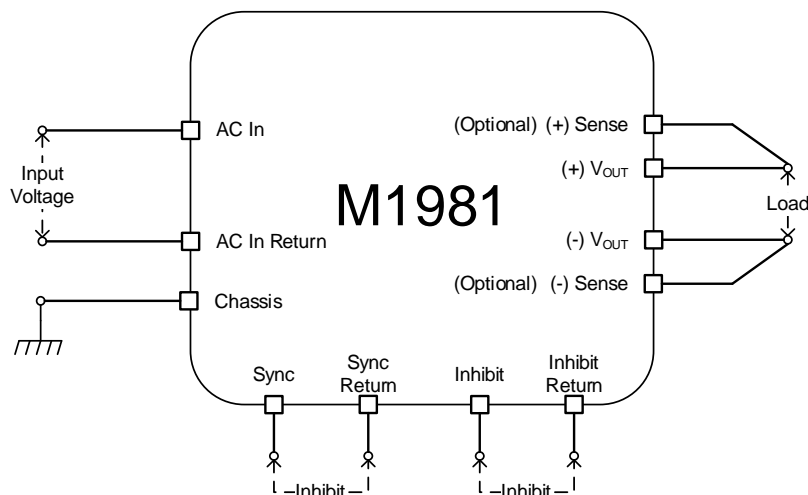 AC In
(Optional) (+) Sense
Input
Voltage
(+) VOUT
M1981
Load
AC In Return
(-) VOUT
(Optional) (-) Sense
Chassis
Sync
Sync
Return
Inhibit
Inhibit
Return
Inhibit
Inhibit